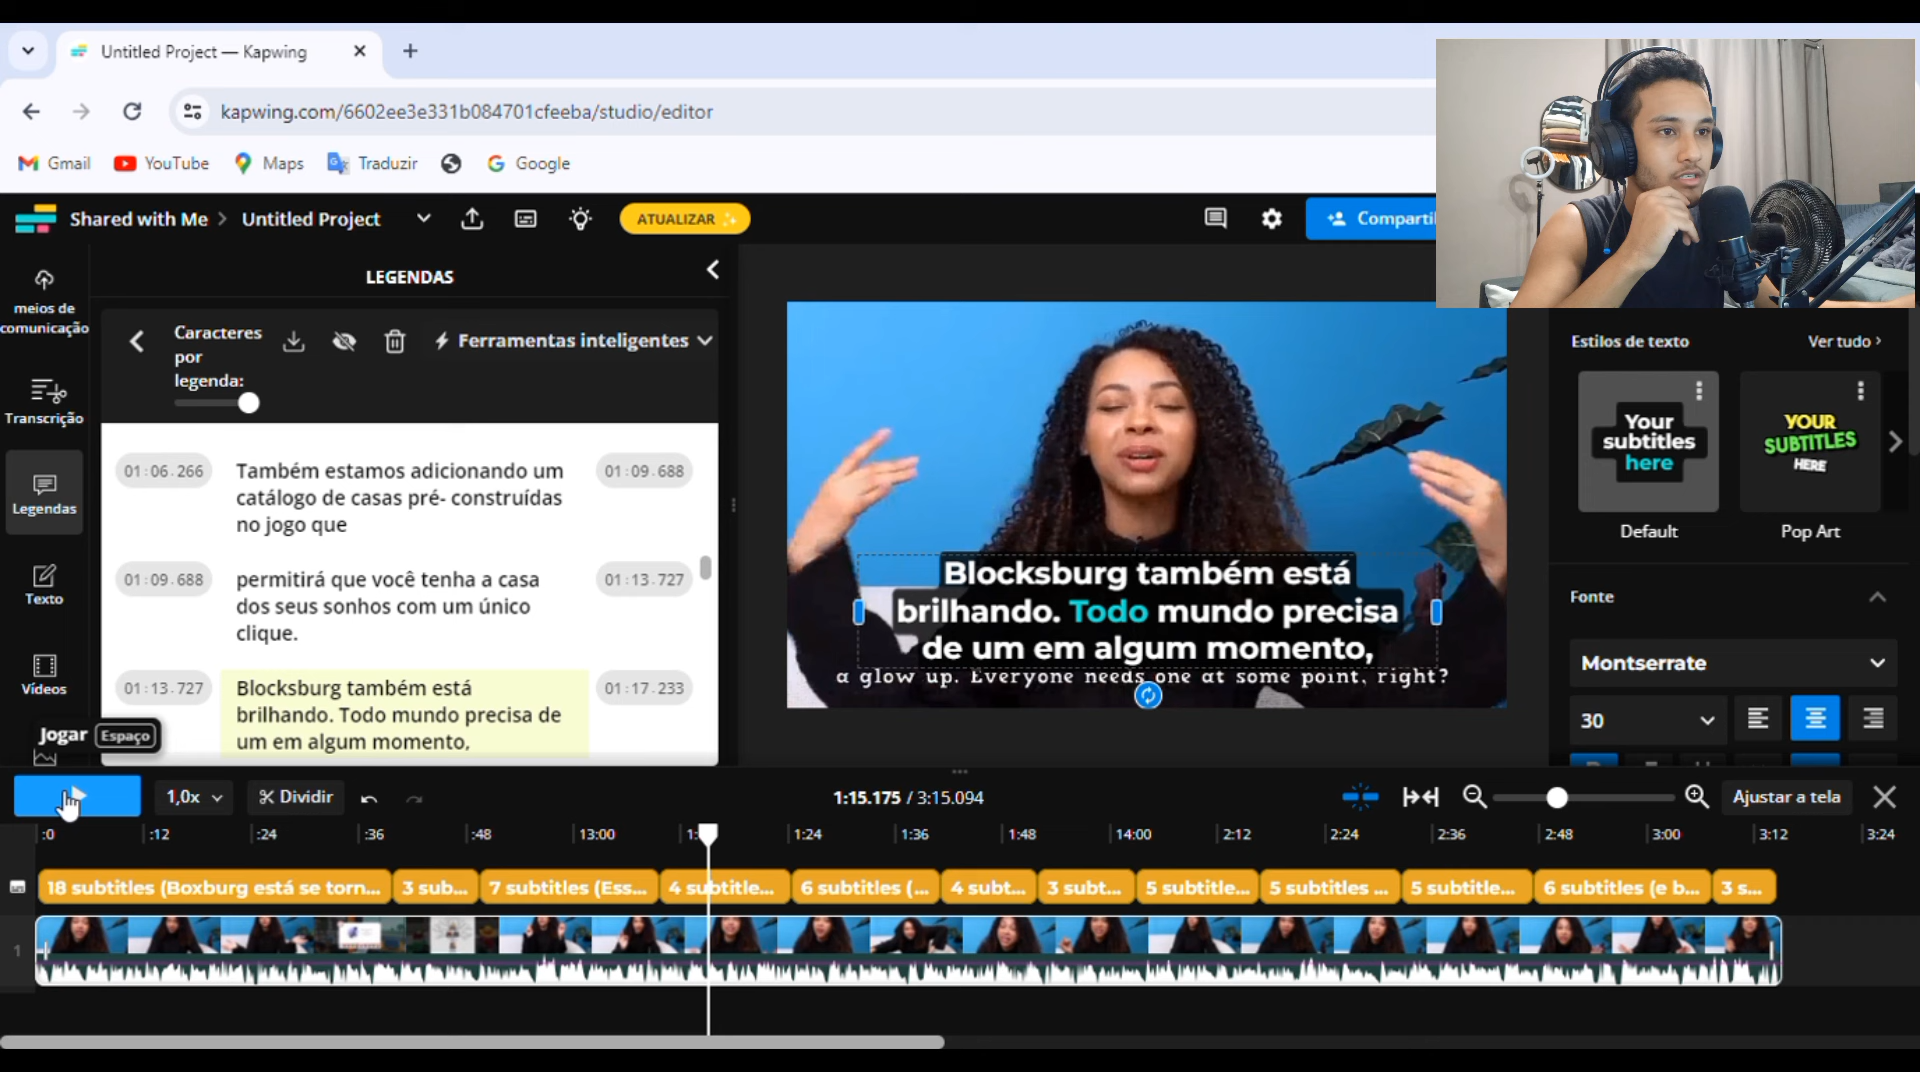 Untitled Project — Kapwing
kapwing.com/6602ee3e331b084701cfeeba/studio/editor
Gmail
YouTube
Maps
Traduzir
Google
Shared with Me > Untitled Project
ATUALIZAR
Compartil
meios de
comunicação
Transcrição
Legendas
Texto
Vídeos
Jogar Espaço
LEGENDAS
Caracteres
por
legenda:
Ferramentas inteligentes
01:06.266
Também estamos adicionando um
catálogo de casas pré- construídas
no jogo que
01:09.688
01:09.688
permitirá que você tenha a casa
dos seus sonhos com um único
clique.
01:13.727
01:13.727
Blocksburg também está
brilhando. Todo mundo precisa de
um em algum momento,
01:17.233
Blocksburg também está
brilhando. Todo mundo precisa
de um em algum momento,
a glow up. Everyone needs one at some point, right?
Estilos de texto
Ver tudo ›
Your
subtitles
here
Default
YOUR
SUBTITLES
HERE
Pop Art
Fonte
Montserrate
30
1,0x
Dividir
1:15.175 / 3:15.094
Ajustar a tela
:0
:12
:24
:36
:48
13:00
1:24
1:36
1:48
14:00
2:12
2:24
2:36
2:48
3:00
3:12
3:24
18 subtitles (Boxburg está se torn...
3 sub...
7 subtitles (Ess...
4 subtitle...
6 subtitles (...
4 subt...
3 subt...
5 subtitle...
5 subtitles ...
5 subtitle...
6 subtitles (e b...
3 s...
1